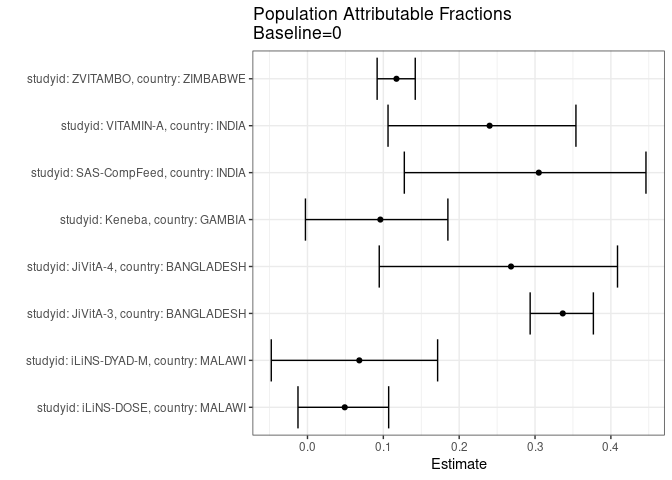 Population Attributable Fractions
Baseline=0
studyid: ZVITAMBO, country: ZIMBABWE
studyid: VITAMIN-A, country: INDIA
studyid: SAS-CompFeed, country: INDIA
studyid: Keneba, country: GAMBIA
studyid: JiVitA-4, country: BANGLADESH
studyid: JiVitA-3, country: BANGLADESH
studyid: iLiNS-DYAD-M, country: MALAWI
studyid: iLiNS-DOSE, country: MALAWI
0.0 0.1 0.2 0.3 0.4
Estimate